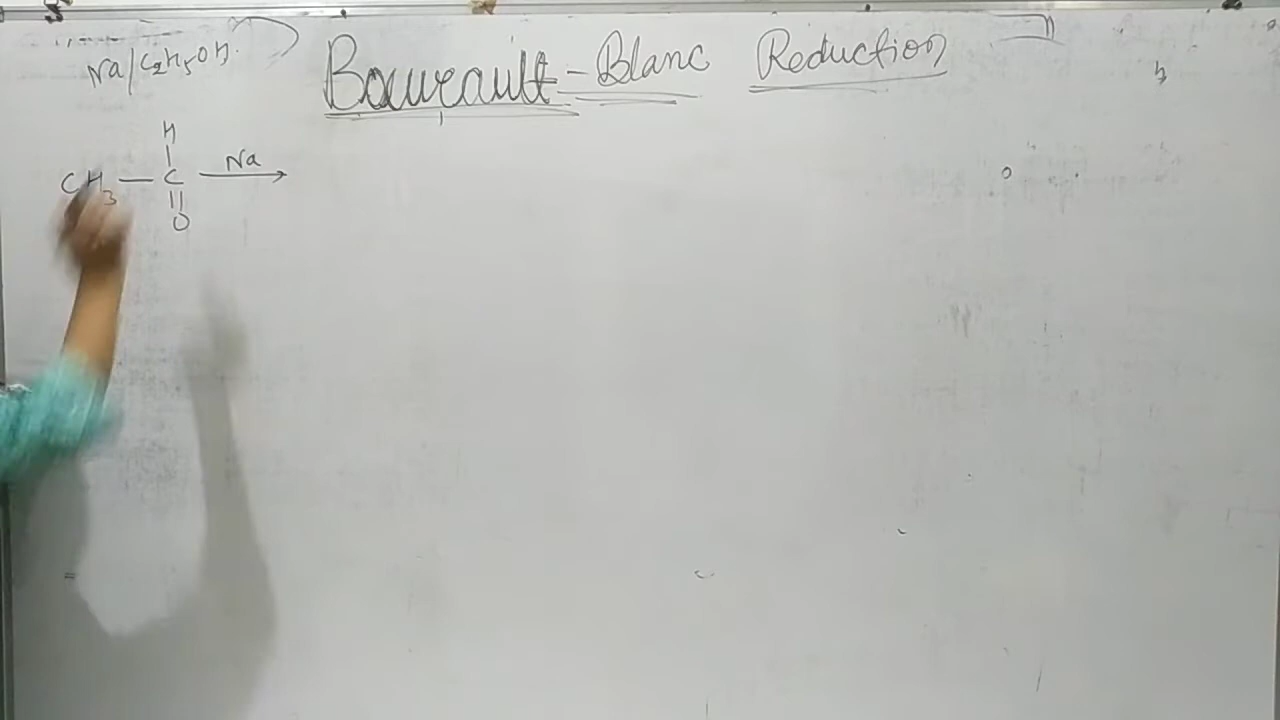 Na/C₂H₅OH.
Bouveault-Blanc Reduction
H
CH₃—C
Na
O